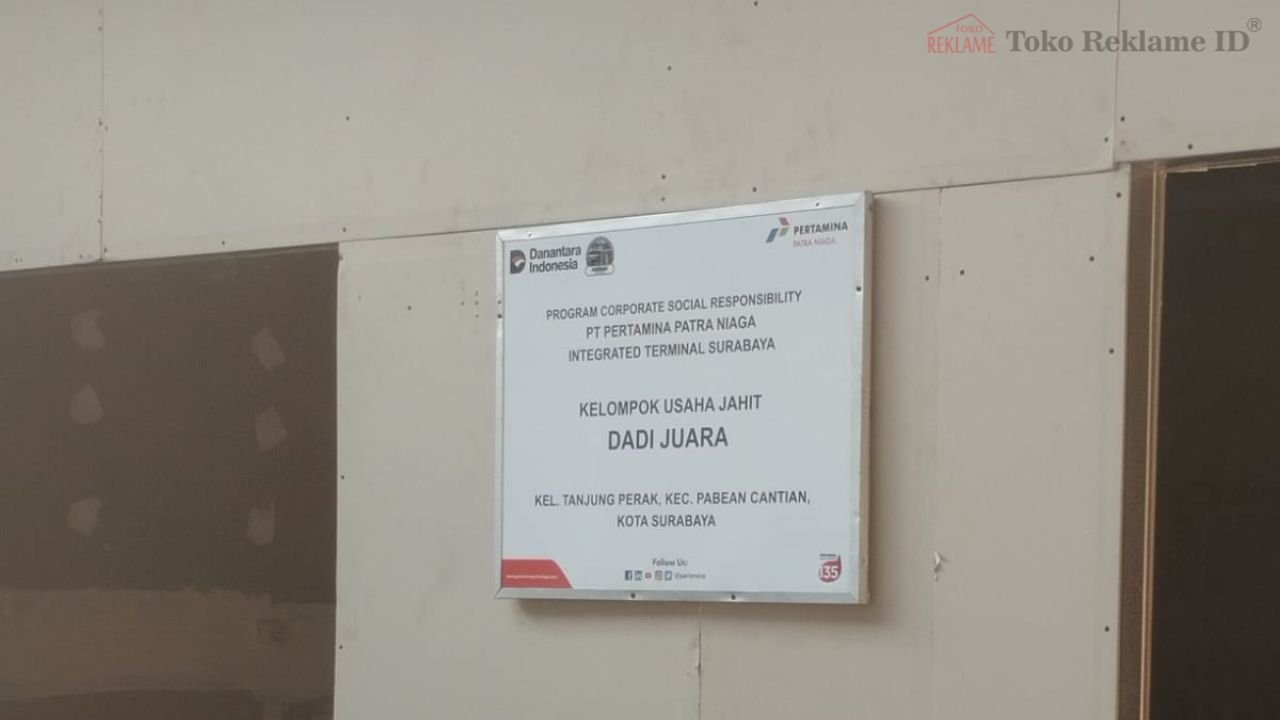 TOKO
REKLAME
Toko Reklame ID®
Danantara
Indonesia
PERTAMINA
PATRA NIAGA
PROGRAM CORPORATE SOCIAL RESPONSIBILITY
PT PERTAMINA PATRA NIAGA
INTEGRATED TERMINAL SURABAYA
KELOMPOK USAHA JAHIT
DADI JUARA
KEL. TANJUNG PERAK, KEC. PABEAN CANTIAN,
KOTA SURABAYA
Follow Us:
@pertamina
135